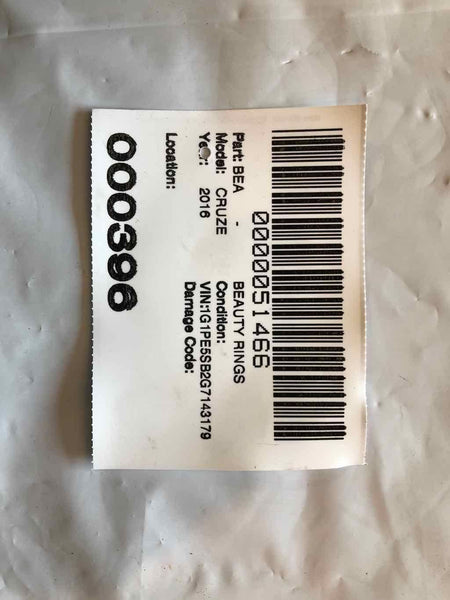 0000051466
Part: BEA - BEAUTY RINGS
Model: CRUZE Condition:
Year: 2016 VIN:1G1PE5SB2G7143179
Damage Code:
Location:
000396